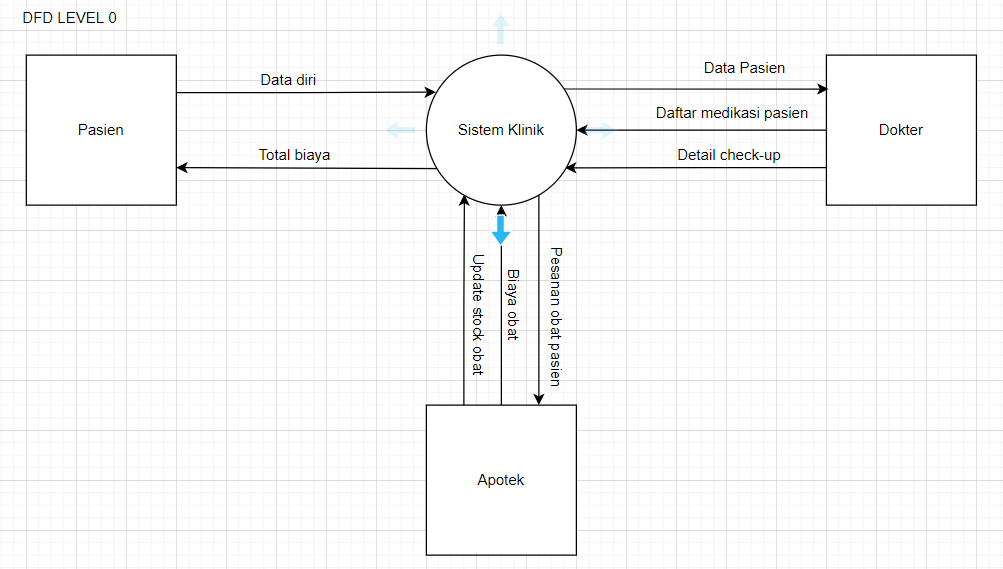 DFD LEVEL 0
Pasien
Data diri
Total biaya
Sistem Klinik
Data Pasien
Daftar medikasi pasien
Detail check-up
Dokter
Update stock obat
Biaya obat
Pesanan obat pasien
Apotek